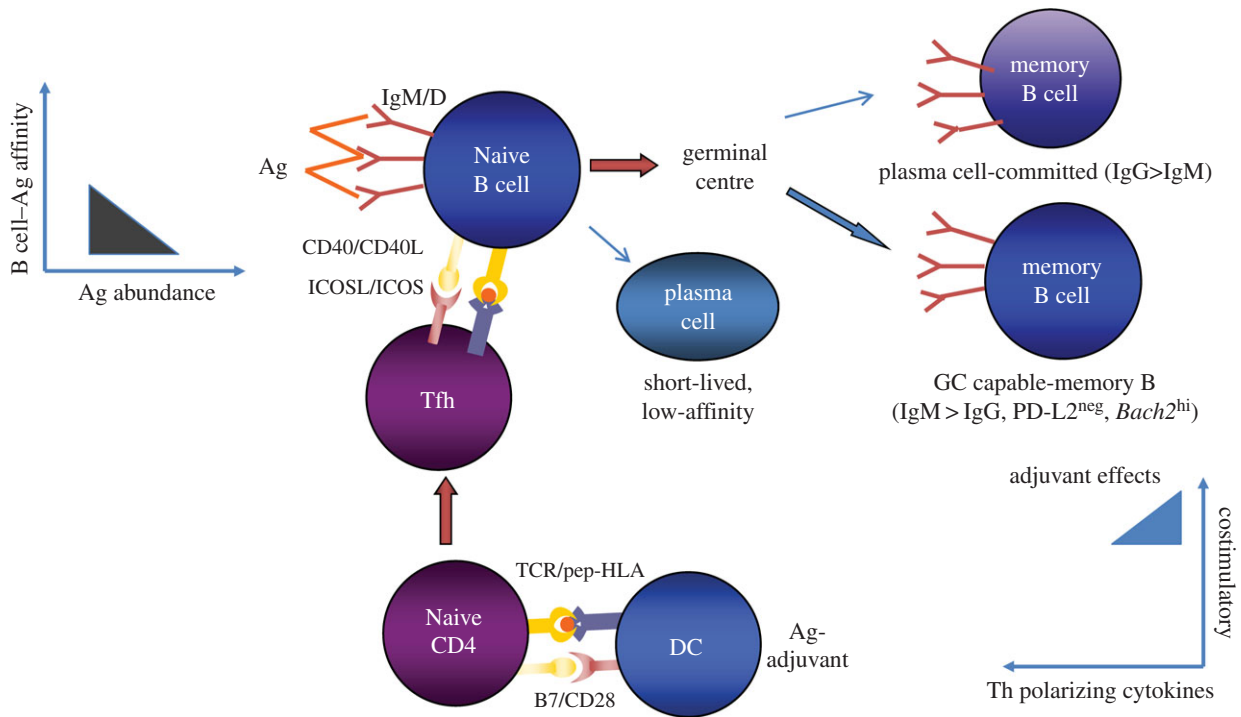 B cell–Ag affinity
Ag abundance
IgM/D
Ag
Naive
B cell
CD40/CD40L
ICOSL/ICOS
Tfh
germinal
centre
plasma
cell
short-lived,
low-affinity
memory
B cell
plasma cell-committed (IgG>IgM)
memory
B cell
GC capable-memory B
(IgM > IgG, PD-L2neg, Bach2hi)
Naive
CD4
TCR/pep-HLA
B7/CD28
DC
Ag-
adjuvant
adjuvant effects
costimulatory
Th polarizing cytokines